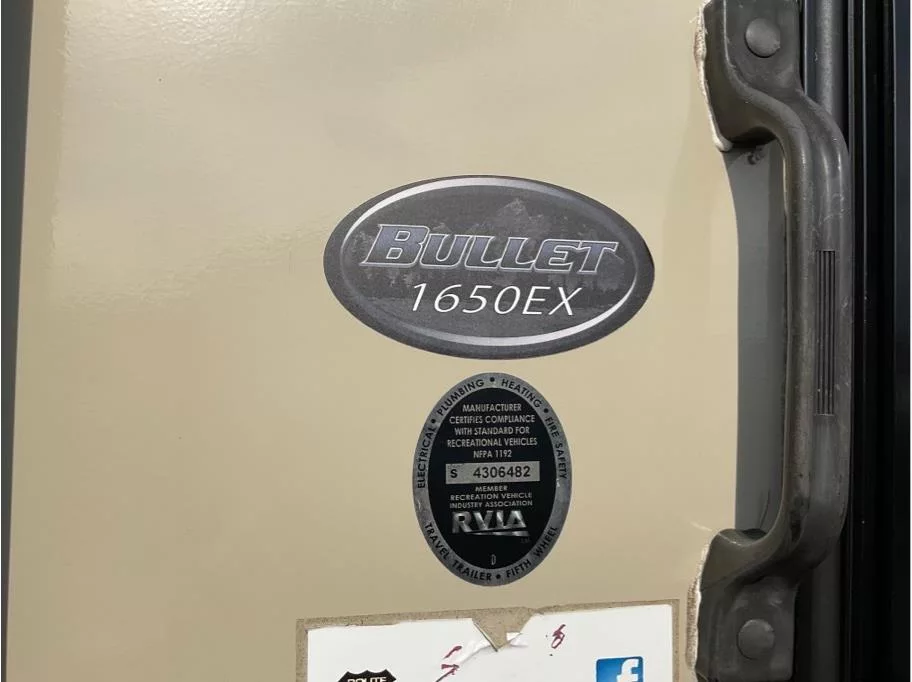 BULLET
1650EX
ELECTRICAL • PLUMBING • HEATING • FIRE SAFETY
MANUFACTURER
CERTIFIES COMPLIANCE
WITH STANDARD FOR
RECREATIONAL VEHICLES
NFPA 1192
S 4306482
MEMBER
RECREATION VEHICLE
INDUSTRY ASSOCIATION
RVIA
D
TRAVEL TRAILER • FIFTH WHEEL
ROUTE
f